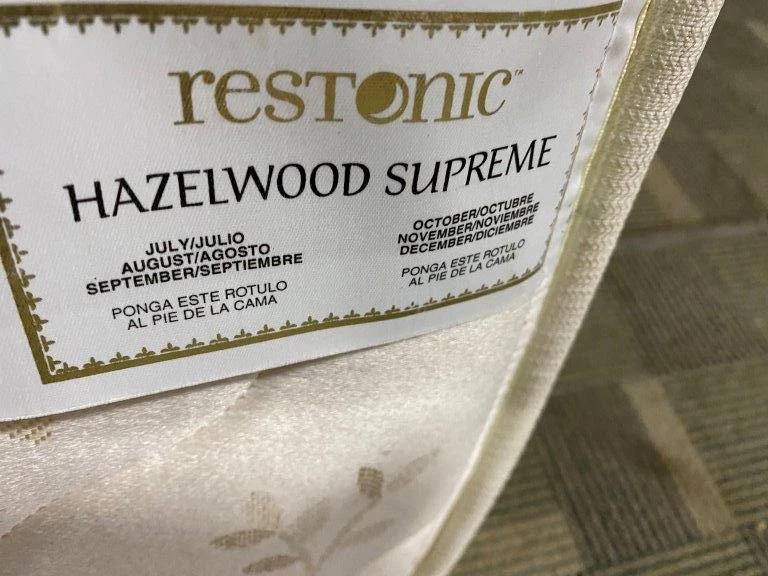 restonic™
HAZELWOOD SUPREME
JULY/JULIO
AUGUST/AGOSTO
SEPTEMBER/SEPTIEMBRE
PONGA ESTE ROTULO
AL PIE DE LA CAMA
OCTOBER/OCTUBRE
NOVEMBER/NOVIEMBRE
DECEMBER/DICIEMBRE
PONGA ESTE ROTULO
AL PIE DE LA CAMA